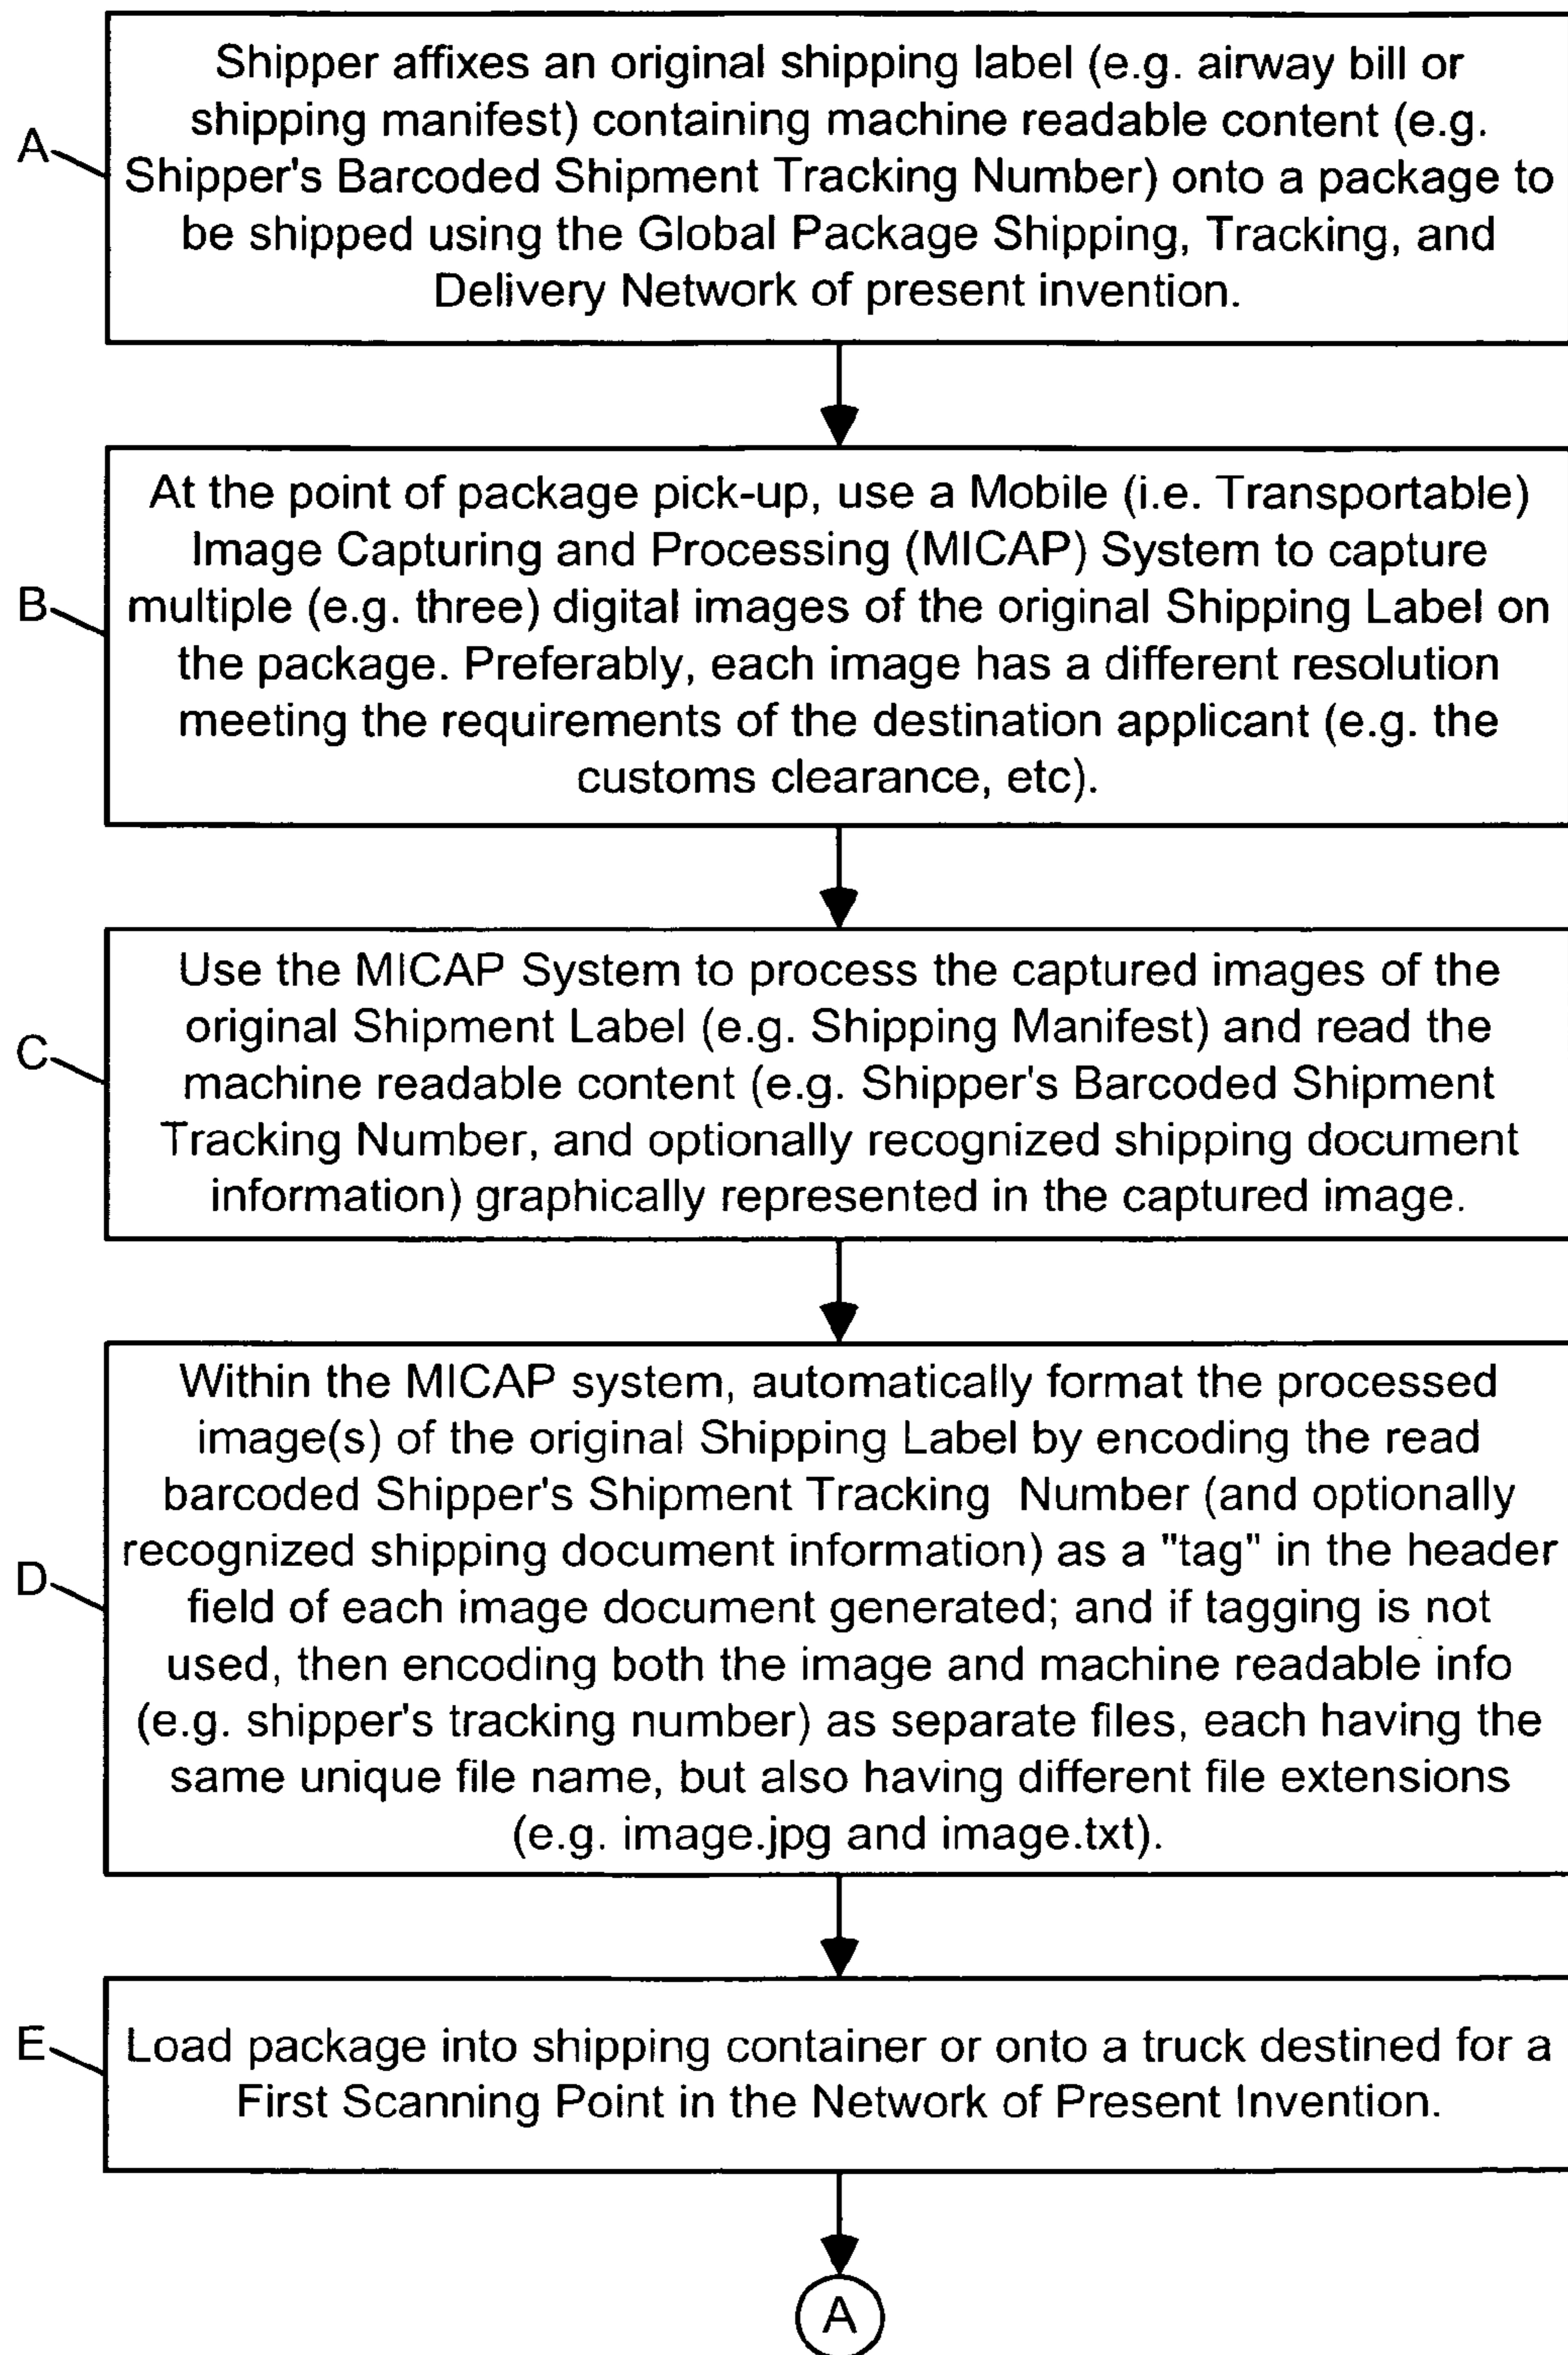 Shipper affixes an original shipping label (e.g. airway bill or
shipping manifest) containing machine readable content (e.g.
A
Shipper's Barcoded Shipment Tracking Number) onto a package to
be shipped using the Global Package Shipping, Tracking, and
Delivery Network of present invention.
At the point of package pick-up, use a Mobile (i.e. Transportable)
Image Capturing and Processing (MICAP) System to capture
B
multiple (e.g. three) digital images of the original Shipping Label on
the package. Preferably, each image has a different resolution
meeting the requirements of the destination applicant (e.g. the
customs clearance, etc).
Use the MICAP System to process the captured images of the
original Shipment Label (e.g. Shipping Manifest) and read the
C
machine readable content (e.g. Shipper's Barcoded Shipment
Tracking Number, and optionally recognized shipping document
information) graphically represented in the captured image.
Within the MICAP system, automatically format the processed
image(s) of the original Shipping Label by encoding the read
barcoded Shipper's Shipment Tracking Number (and optionally
recognized shipping document information) as a "tag" in the header
D
field of each image document generated; and if tagging is not
used, then encoding both the image and machine readable info
(e.g. shipper's tracking number) as separate files, each having the
same unique file name, but also having different file extensions
(e.g. image.jpg and image.txt).
E
Load package into shipping container or onto a truck destined for a
First Scanning Point in the Network of Present Invention.
A